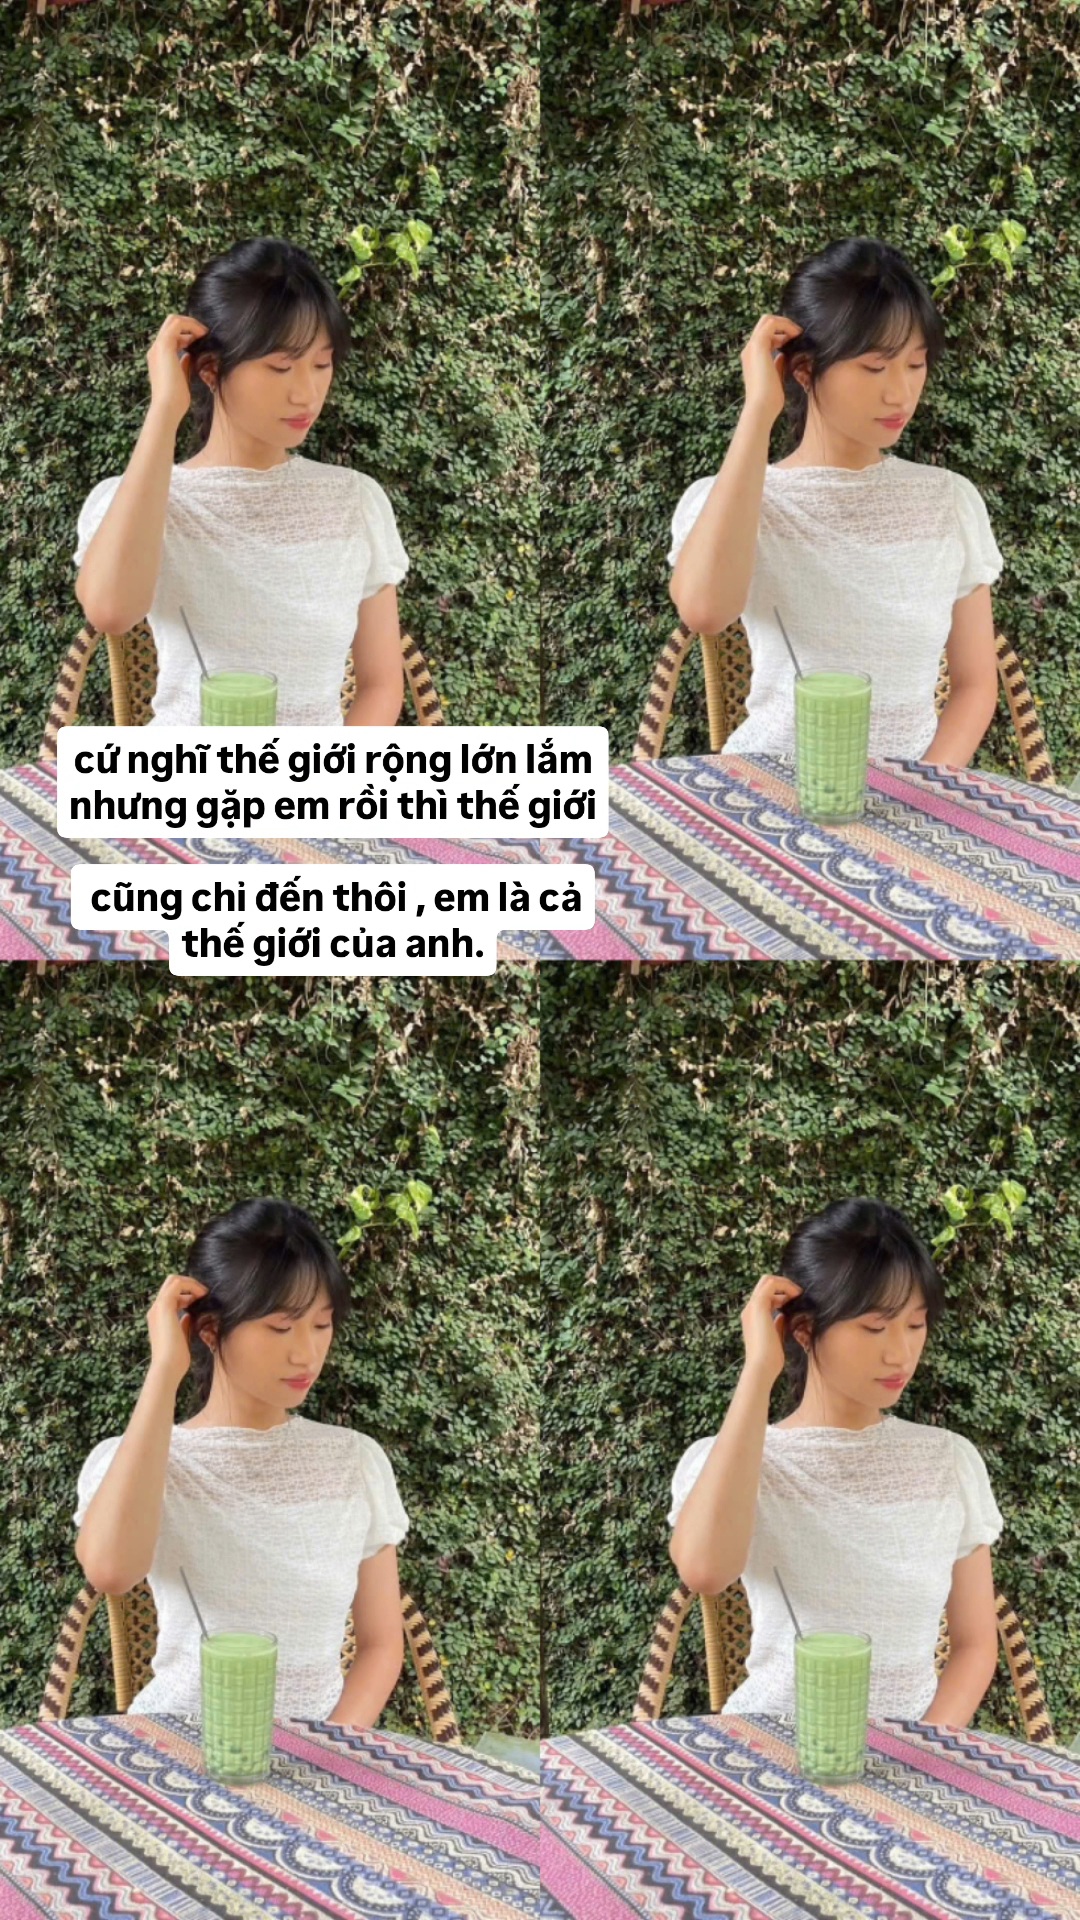 cứ nghĩ thế giới rộng lớn lắm
nhưng gặp em rồi thì thế giới
cũng chỉ đến thôi , em là cả
thế giới của anh.